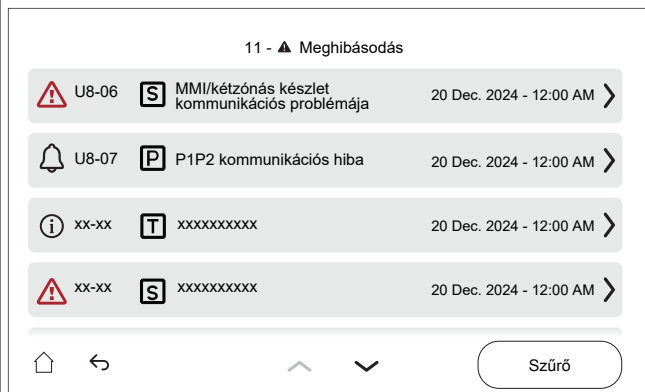 11 - Meghibásodás
U8-06 S MMI/kétzónás készlet
kommunikációs problémája
20 Dec. 2024 - 12:00 AM
U8-07 P P1P2 kommunikációs hiba 20 Dec. 2024 - 12:00 AM
xx-xx T xxxxxxxxxx 20 Dec. 2024 - 12:00 AM
xx-xx S xxxxxxxxxx 20 Dec. 2024 - 12:00 AM
Szűrő